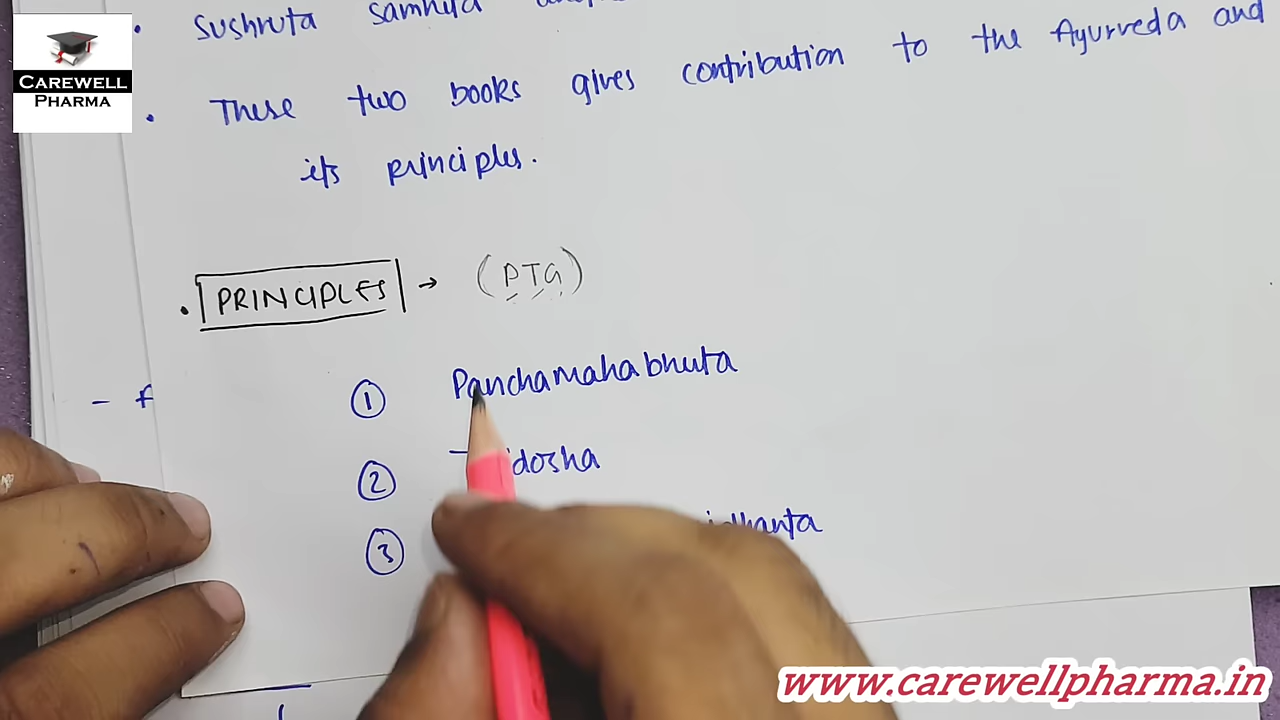 CAREWELL
PHARMA
• Sushruta
• These two books gives contribution to the Ayurveda and
its principles.
• PRINCIPLES → (PTG)
① Panchamahabhuta
②
③
www.carewellpharma.in